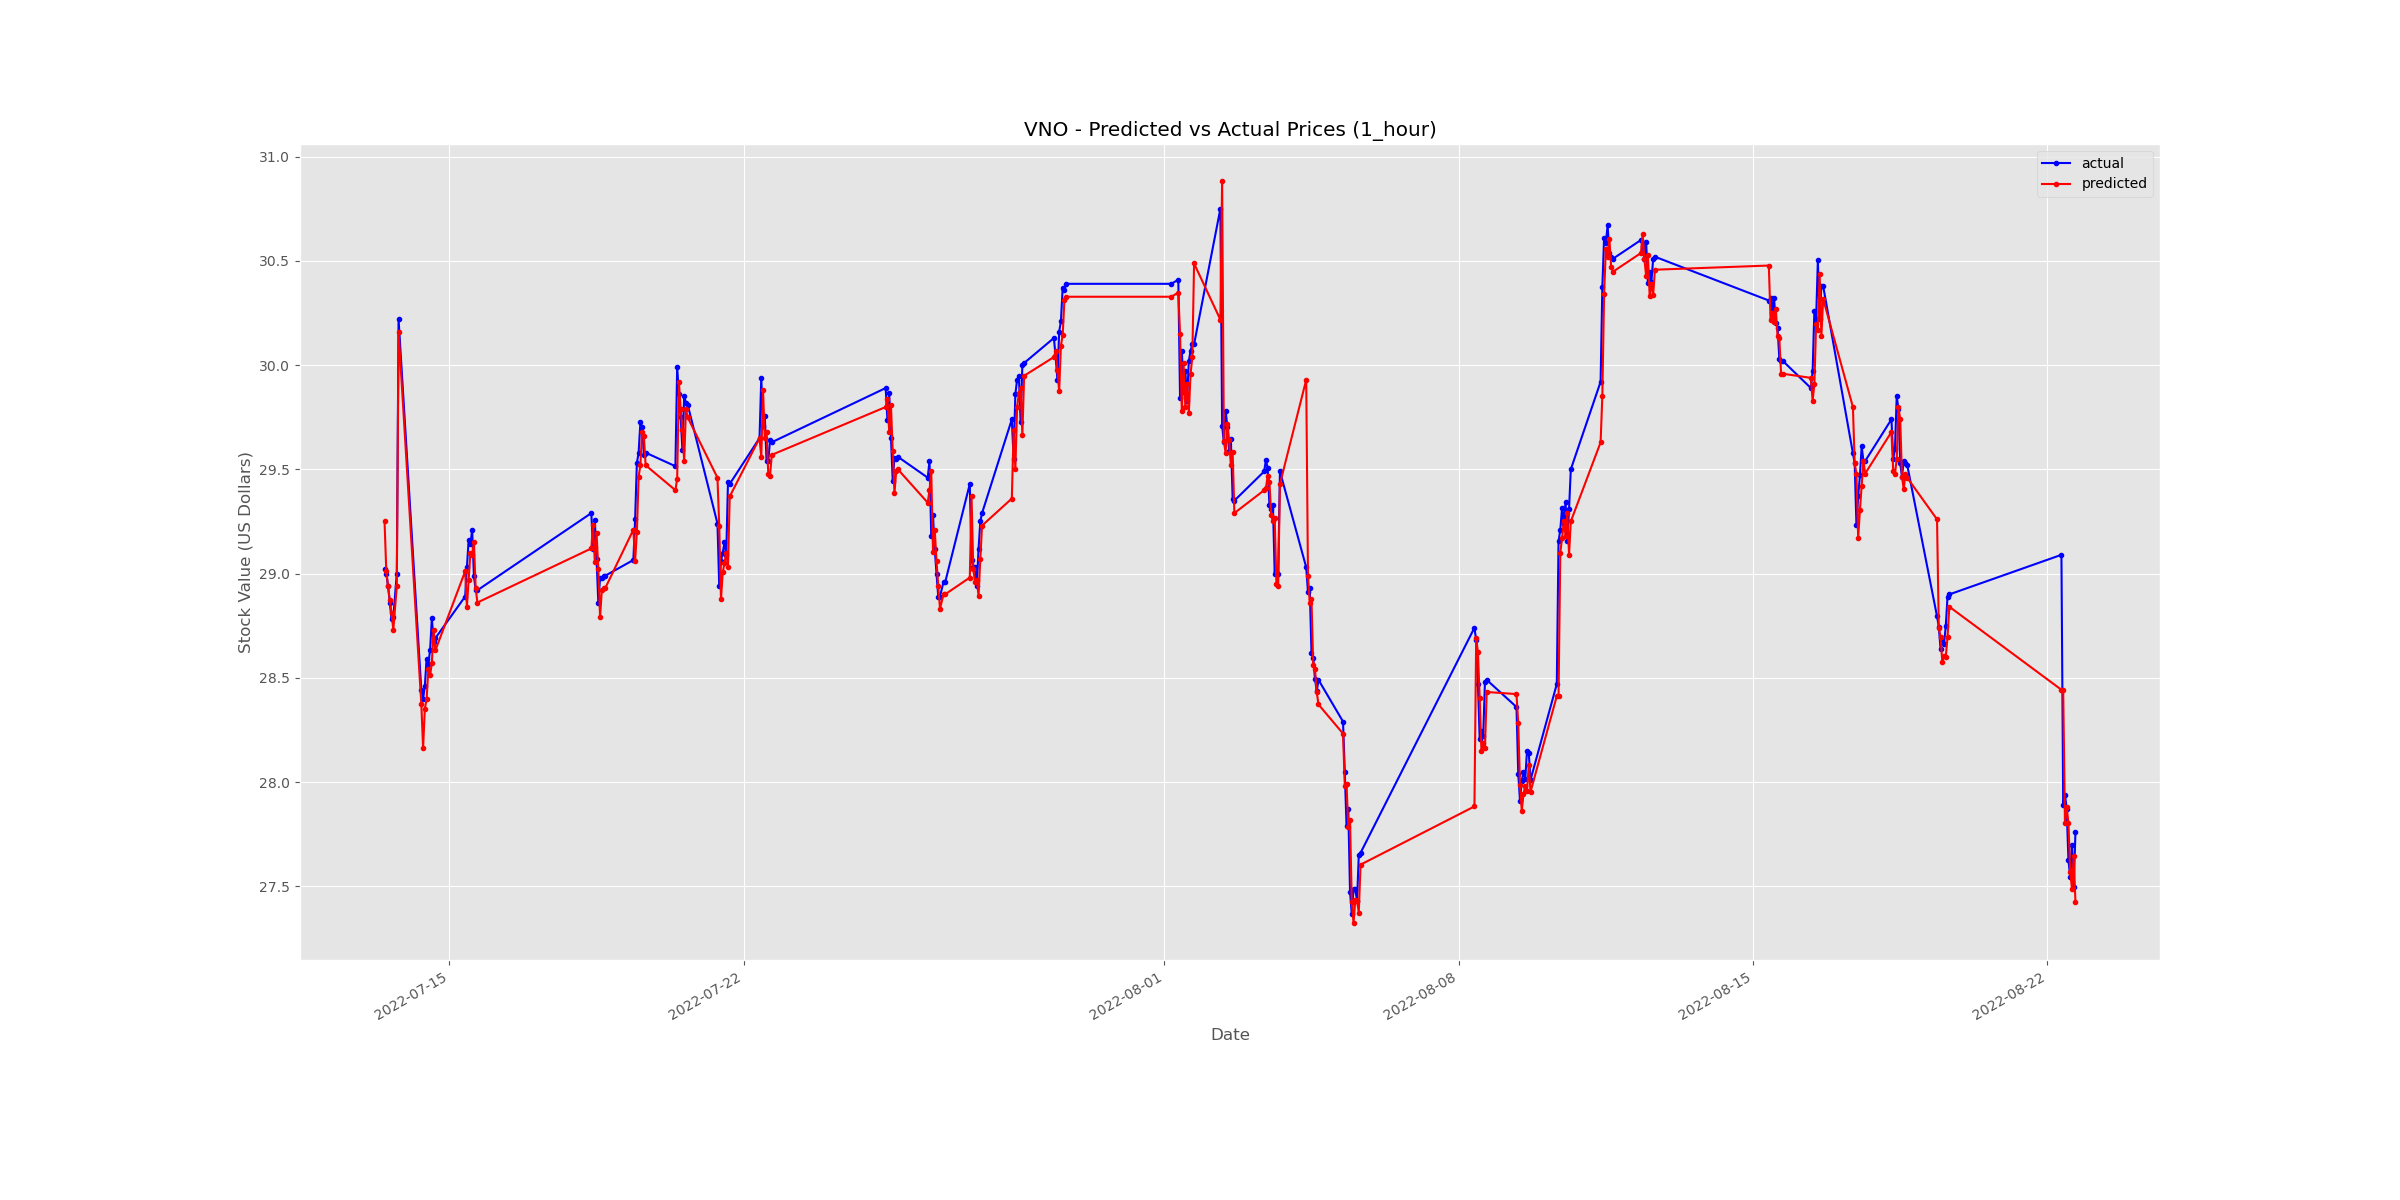 VNO - Predicted vs Actual Prices (1_hour)
actual
predicted
31.0
30.5
30.0
29.5
29.0
28.5
28.0
27.5
Stock Value (US Dollars)
2022-07-15
2022-07-22
2022-08-01
2022-08-08
2022-08-15
2022-08-22
Date